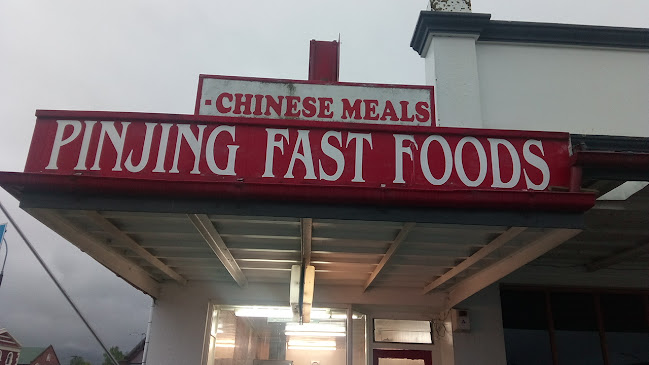 -CHINESE MEALS
PINJING FAST FOODS